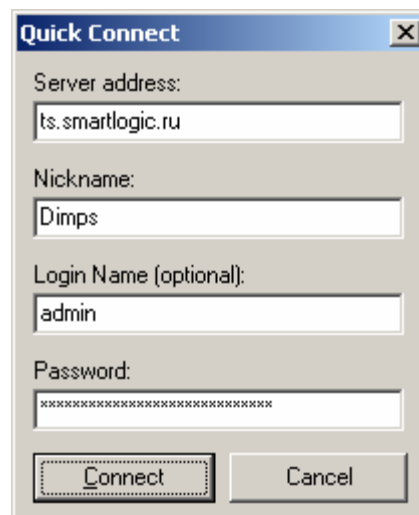 Quick Connect
Server address:
ts.smartlogic.ru
Nickname:
Dimps
Login Name (optional):
admin
Password:
×××××××××××××××××××××××××××××
Connect Cancel